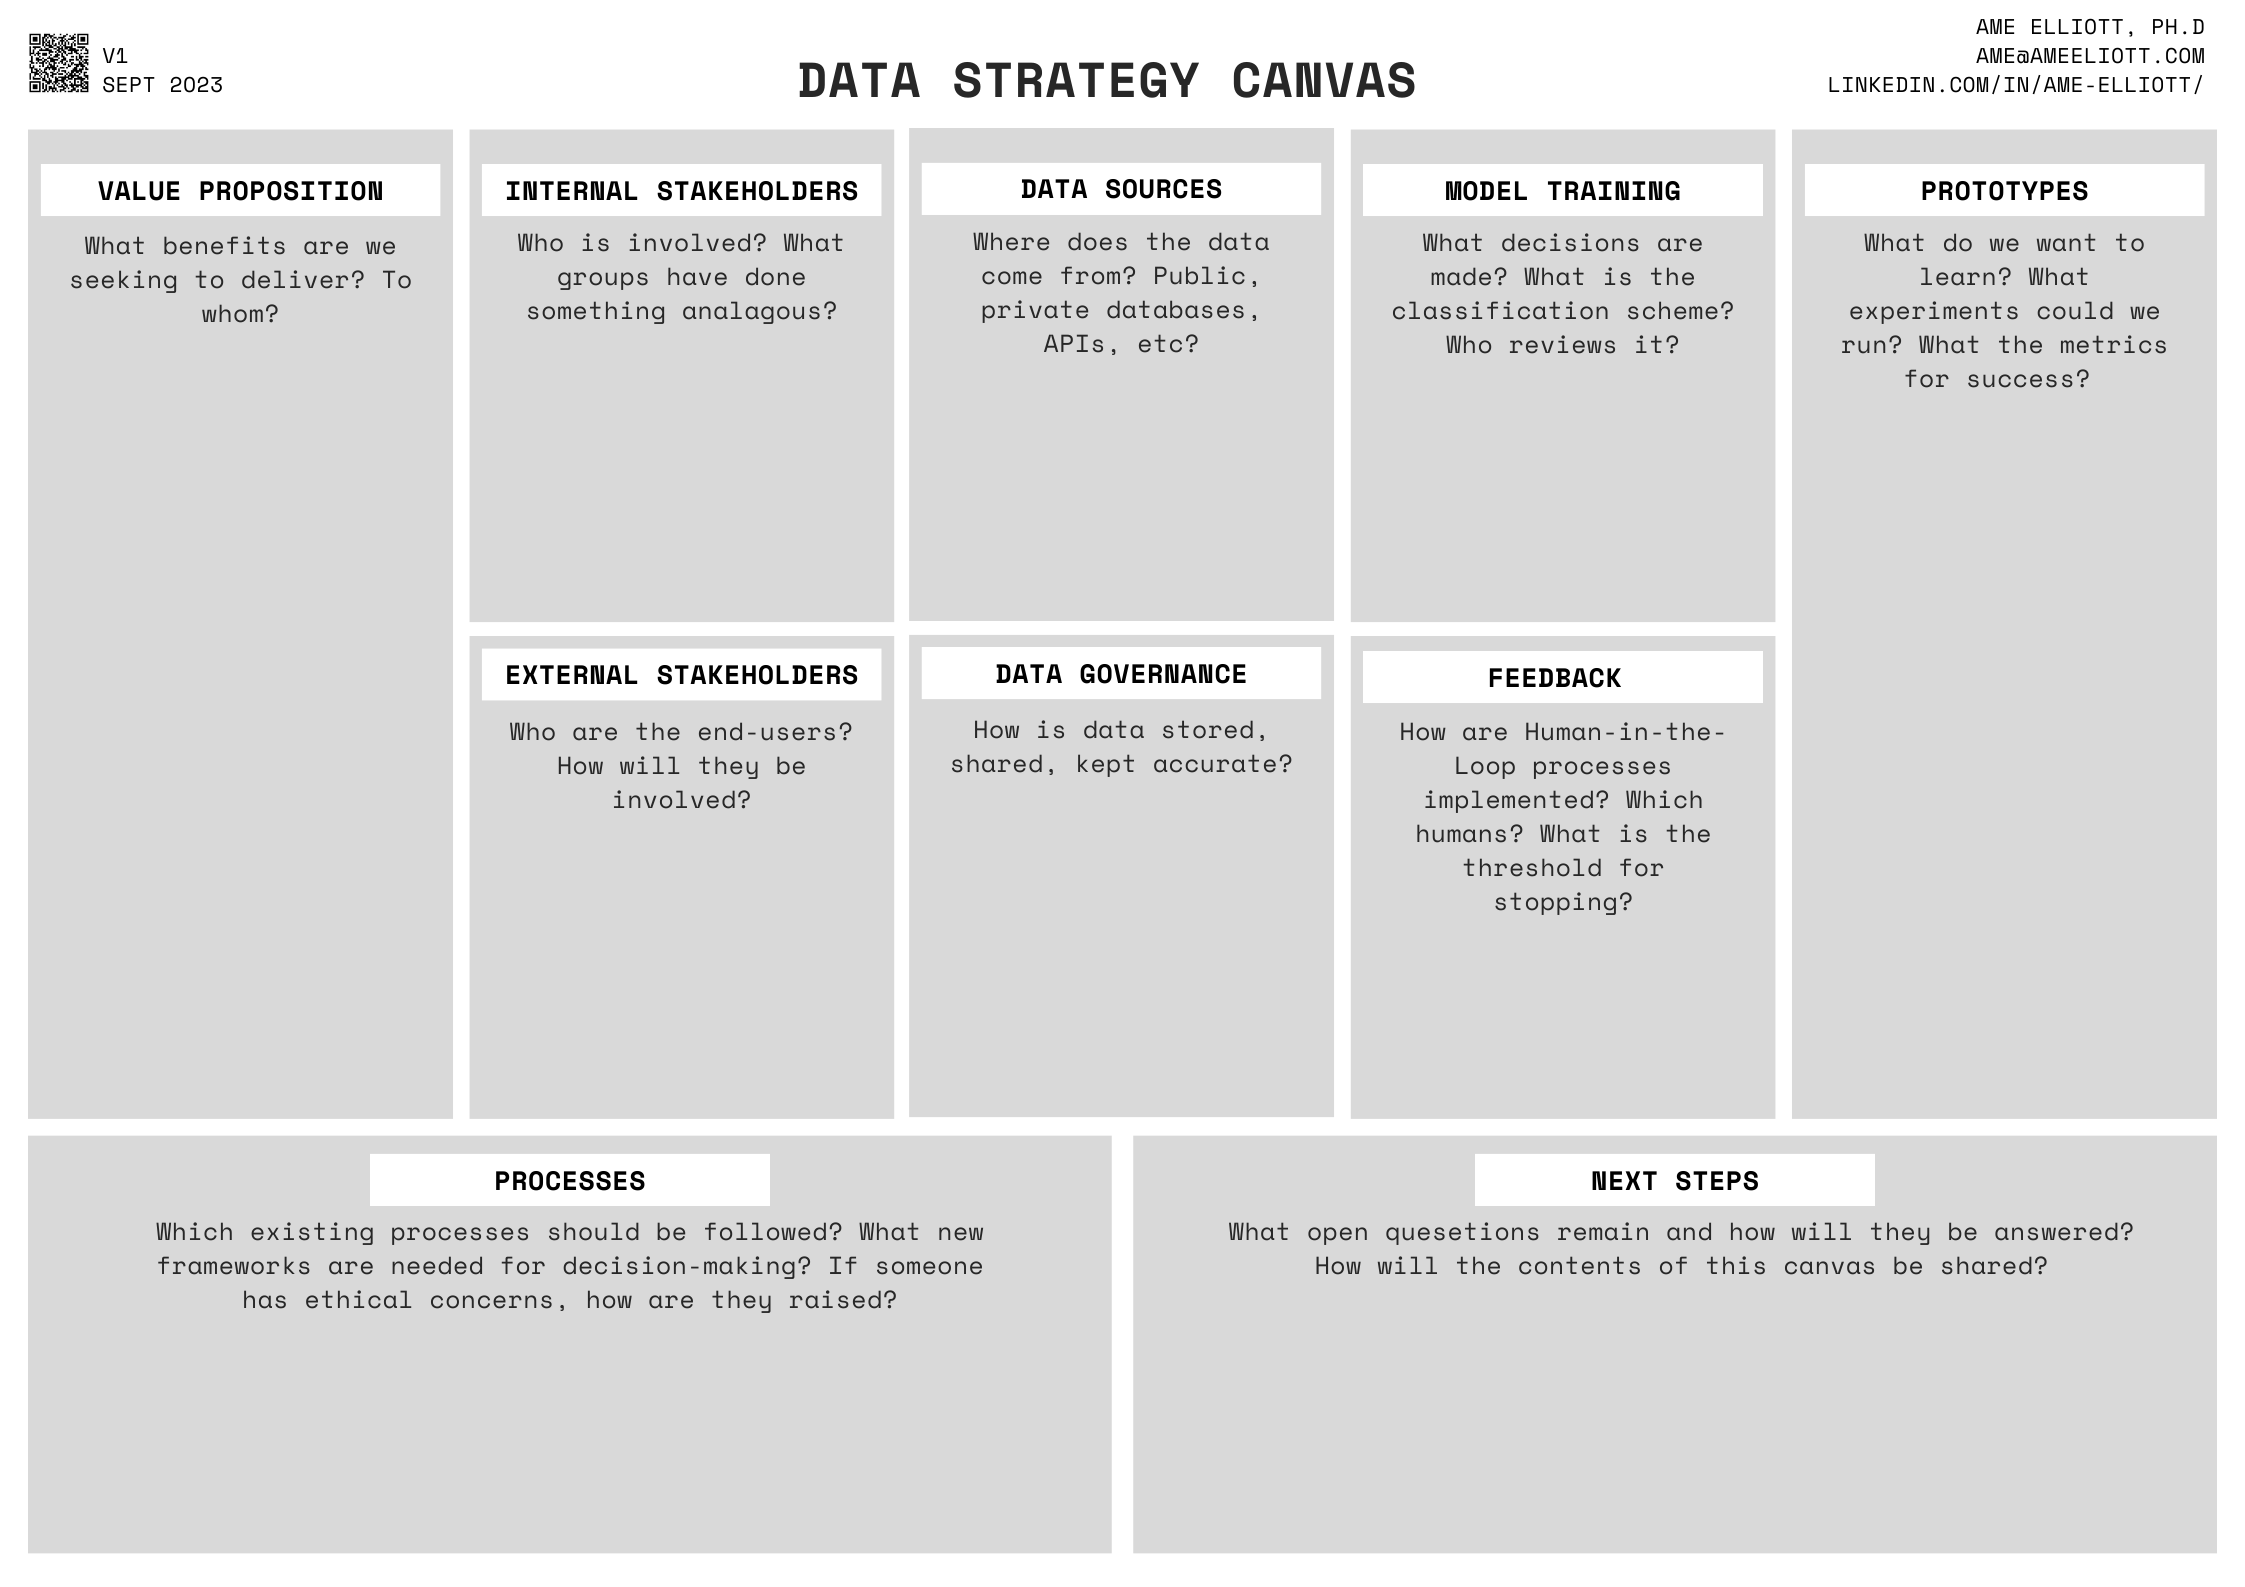 V1
SEPT 2023
DATA STRATEGY CANVAS
AME ELLIOTT, PH.D
AME@AMEELIOTT.COM
LINKEDIN.COM/IN/AME-ELLIOTT/
VALUE PROPOSITION
What benefits are we
seeking to deliver? To
whom?
INTERNAL STAKEHOLDERS
Who is involved? What
groups have done
something analagous?
EXTERNAL STAKEHOLDERS
Who are the end-users?
How will they be
involved?
DATA SOURCES
Where does the data
come from? Public,
private databases,
APIs, etc?
DATA GOVERNANCE
How is data stored,
shared, kept accurate?
MODEL TRAINING
What decisions are
made? What is the
classification scheme?
Who reviews it?
FEEDBACK
How are Human-in-the-
Loop processes
implemented? Which
humans? What is the
threshold for
stopping?
PROTOTYPES
What do we want to
learn? What
experiments could we
run? What the metrics
for success?
PROCESSES
Which existing processes should be followed? What new
frameworks are needed for decision-making? If someone
has ethical concerns, how are they raised?
NEXT STEPS
What open quesetions remain and how will they be answered?
How will the contents of this canvas be shared?